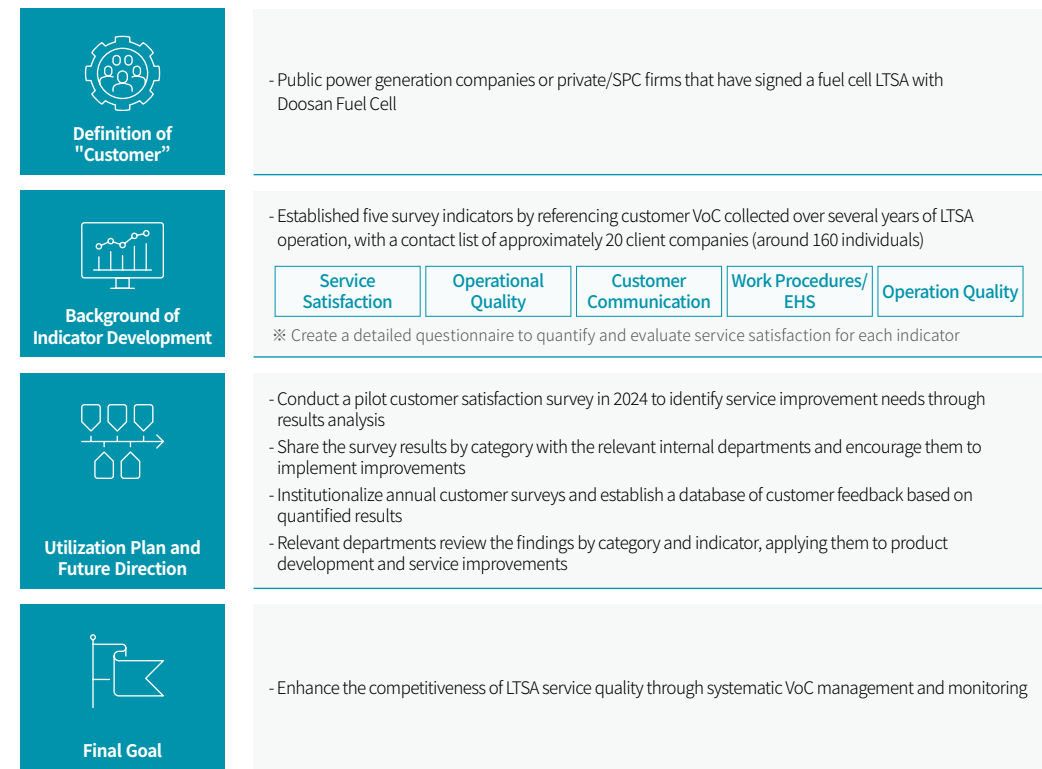 Definition of
"Customer”
- Public power generation companies or private/SPC firms that have signed a fuel cell LTSA with
Doosan Fuel Cell
Background of
Indicator Development
- Established five survey indicators by referencing customer VoC collected over several years of LTSA
operation, with a contact list of approximately 20 client companies (around 160 individuals)
Service
Satisfaction
Operational
Quality
Customer
Communication
Work Procedures/
EHS
Operation Quality
※ Create a detailed questionnaire to quantify and evaluate service satisfaction for each indicator
Utilization Plan and
Future Direction
- Conduct a pilot customer satisfaction survey in 2024 to identify service improvement needs through
results analysis
- Share the survey results by category with the relevant internal departments and encourage them to
implement improvements
- Institutionalize annual customer surveys and establish a database of customer feedback based on
quantified results
- Relevant departments review the findings by category and indicator, applying them to product
development and service improvements
Final Goal
- Enhance the competitiveness of LTSA service quality through systematic VoC management and monitoring